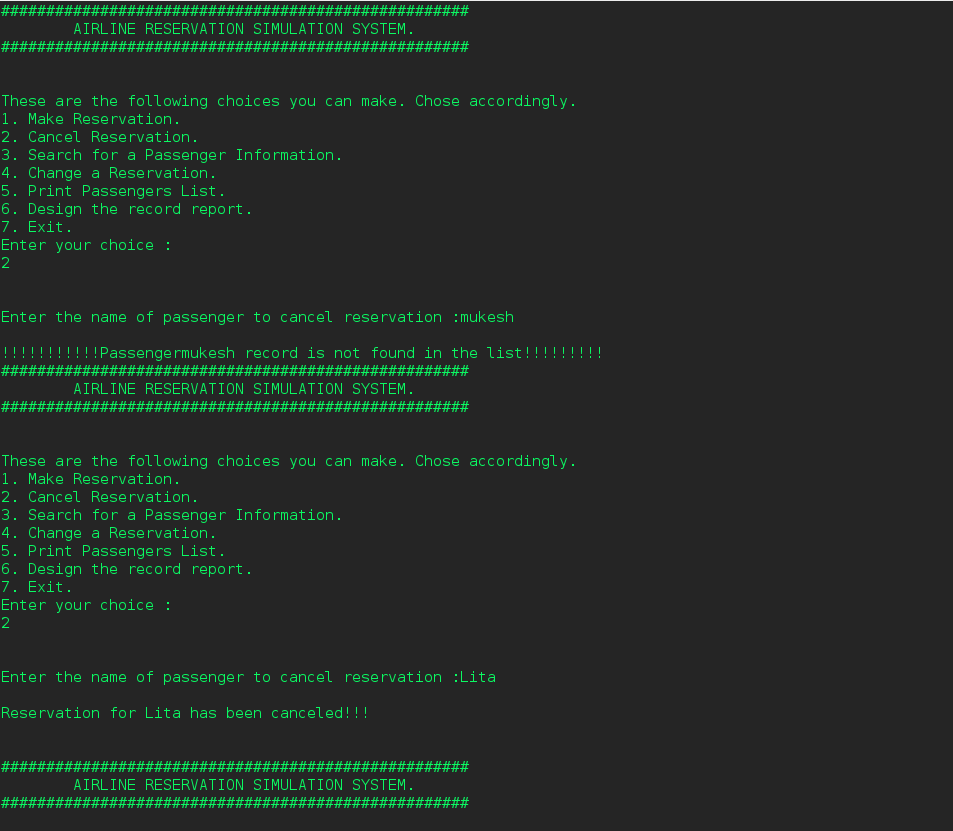 ####################################################
AIRLINE RESERVATION SIMULATION SYSTEM.
####################################################
These are the following choices you can make. Chose accordingly.
1. Make Reservation.
2. Cancel Reservation.
3. Search for a Passenger Information.
4. Change a Reservation.
5. Print Passengers List.
6. Design the record report.
7. Exit.
Enter your choice :
2
Enter the name of passenger to cancel reservation :mukesh
!!!!!!!!!!!Passengermukesh record is not found in the list!!!!!!!!!
####################################################
AIRLINE RESERVATION SIMULATION SYSTEM.
####################################################
These are the following choices you can make. Chose accordingly.
1. Make Reservation.
2. Cancel Reservation.
3. Search for a Passenger Information.
4. Change a Reservation.
5. Print Passengers List.
6. Design the record report.
7. Exit.
Enter your choice :
2
Enter the name of passenger to cancel reservation :Lita
Reservation for Lita has been canceled!!!
####################################################
AIRLINE RESERVATION SIMULATION SYSTEM.
####################################################